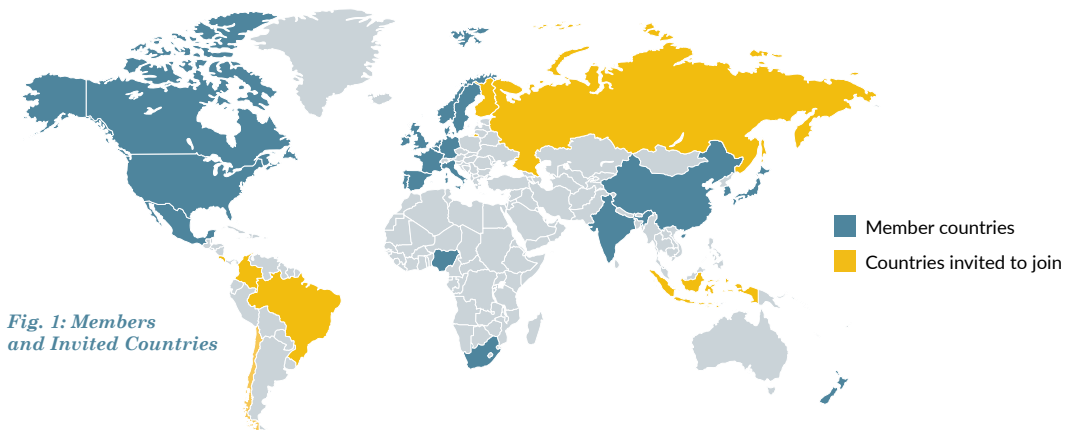 Member countries
Countries invited to join
Fig. 1: Members
and Invited Countries